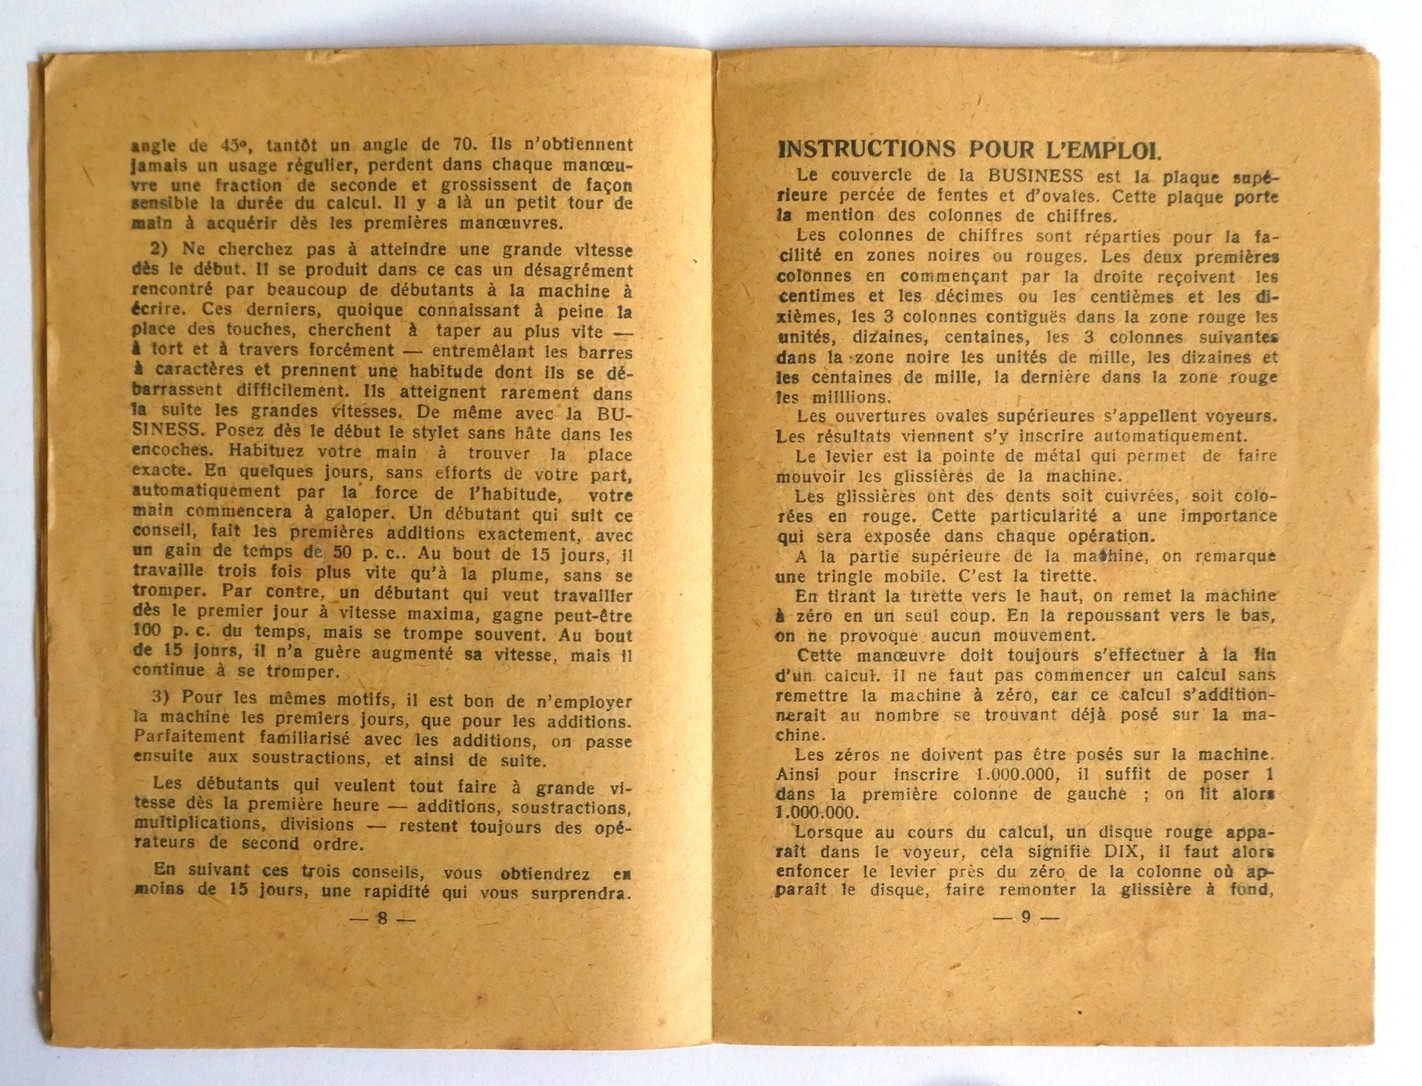 angle de 45°, tantôt un angle de 70. Ils n'obtiennent
jamais un usage régulier, perdent dans chaque manœu-
vre une fraction de seconde et grossissent de façon
sensible la durée du calcul. Il y a là un petit tour de
main à acquérir dès les premières manœuvres.
2) Ne cherchez pas à atteindre une grande vitesse
dès le début. Il se produit dans ce cas un désagrément
rencontré par beaucoup de débutants à la machine à
écrire. Ces derniers, quoique connaissant à peine la
place des touches, cherchent à taper au plus vite —
à tort et à travers forcément — entremêlant les barres
à caractères et prennent une habitude dont ils se dé-
barrassent difficilement. Ils atteignent rarement dans
la suite les grandes vitesses. De même avec la BU-
SINESS. Posez dès le début le stylet sans hâte dans les
encoches. Habituez votre main à trouver la place
exacte. En quelques jours, sans efforts de votre part,
automatiquement par la force de l'habitude, votre
main commencera à galoper. Un débutant qui suit ce
conseil, fait les premières additions exactement, avec
un gain de temps de 50 p. c.. Au bout de 15 jours, il
travaille trois fois plus vite qu'à la plume, sans se
tromper. Par contre, un débutant qui veut travailler
dès le premier jour à vitesse maxima, gagne peut-être
100 p. c. du temps, mais se trompe souvent. Au bout
de 15 jours, il n'a guère augmenté sa vitesse, mais il
continue à se tromper.
3) Pour les mêmes motifs, il est bon de n'employer
la machine les premiers jours, que pour les additions.
Parfaitement familiarisé avec les additions, on passe
ensuite aux soustractions, et ainsi de suite.
Les débutants qui veulent tout faire à grande vi-
tesse dès la première heure — additions, soustractions,
multiplications, divisions — restent toujours des opé-
rateurs de second ordre.
En suivant ces trois conseils, vous obtiendrez en
moins de 15 jours, une rapidité qui vous surprendra.
— 8 —
INSTRUCTIONS POUR L'EMPLOI.
Le couvercle de la BUSINESS est la plaque supé-
rieure percée de fentes et d'ovales. Cette plaque porte
la mention des colonnes de chiffres.
Les colonnes de chiffres sont réparties pour la fa-
cilité en zones noires ou rouges. Les deux premières
colonnes en commençant par la droite reçoivent les
centimes et les décimes ou les centièmes et les di-
xièmes, les 3 colonnes contiguës dans la zone rouge les
unités, dizaines, centaines, les 3 colonnes suivantes
dans la zone noire les unités de mille, les dizaines et
les centaines de mille, la dernière dans la zone rouge
les milllions.
Les ouvertures ovales supérieures s'appellent voyeurs.
Les résultats viennent s'y inscrire automatiquement.
Le levier est la pointe de métal qui permet de faire
mouvoir les glissières de la machine.
Les glissières ont des dents soit cuivrées, soit colo-
rées en rouge. Cette particularité a une importance
qui sera exposée dans chaque opération.
A la partie supérieure de la machine, on remarque
une tringle mobile. C'est la tirette.
En tirant la tirette vers le haut, on remet la machine
à zéro en un seul coup. En la repoussant vers le bas,
on ne provoque aucun mouvement.
Cette manœuvre doit toujours s'effectuer à la fin
d'un calcul. il ne faut pas commencer un calcul sans
remettre la machine à zéro, car ce calcul s'addition-
nerait au nombre se trouvant déjà posé sur la ma-
chine.
Les zéros ne doivent pas être posés sur la machine.
Ainsi pour inscrire 1.000.000, il suffit de poser 1
dans la première colonne de gauche ; on lit alors
1.000.000.
Lorsque au cours du calcul, un disque rouge appa-
raît dans le voyeur, cela signifie DIX, il faut alors
enfoncer le levier près du zéro de la colonne où ap-
paraît le disque, faire remonter la glissière à fond,
— 9 —